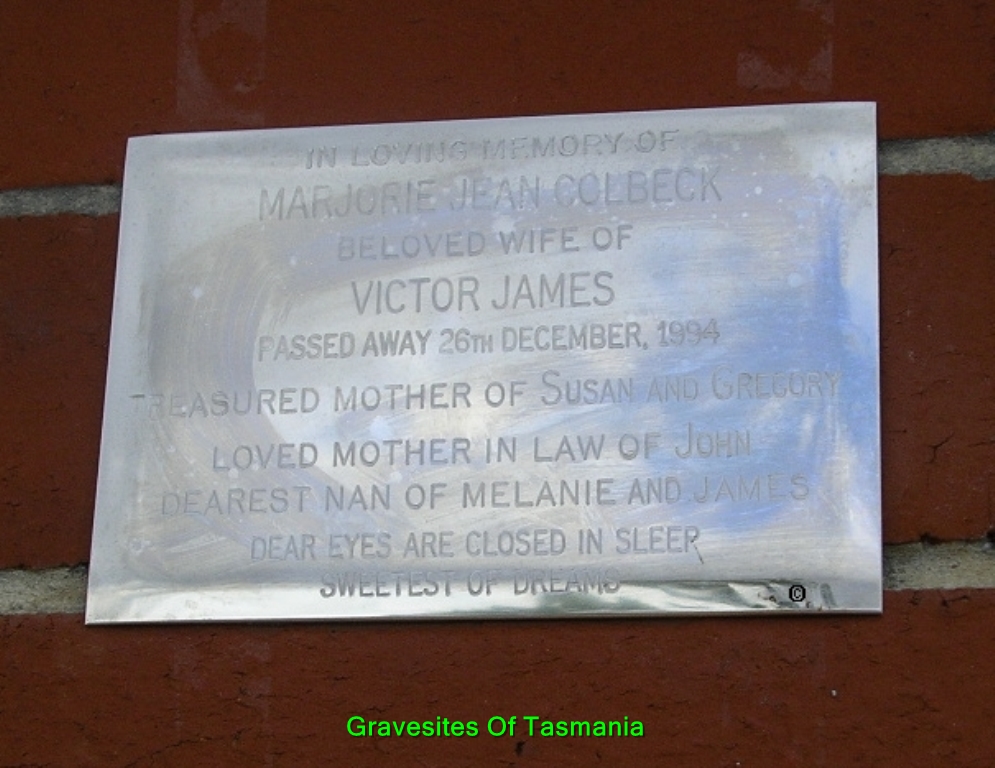 IN LOVING MEMORY OF
MARJORIE JEAN COLBECK
BELOVED WIFE OF
VICTOR JAMES
PASSED AWAY 26TH DECEMBER, 1994
TREASURED MOTHER OF SUSAN AND GREGORY
LOVED MOTHER IN LAW OF JOHN
DEAREST NAN OF MELANIE AND JAMES
DEAR EYES ARE CLOSED IN SLEEP
SWEETEST OF DREAMS
©
Gravesites Of Tasmania